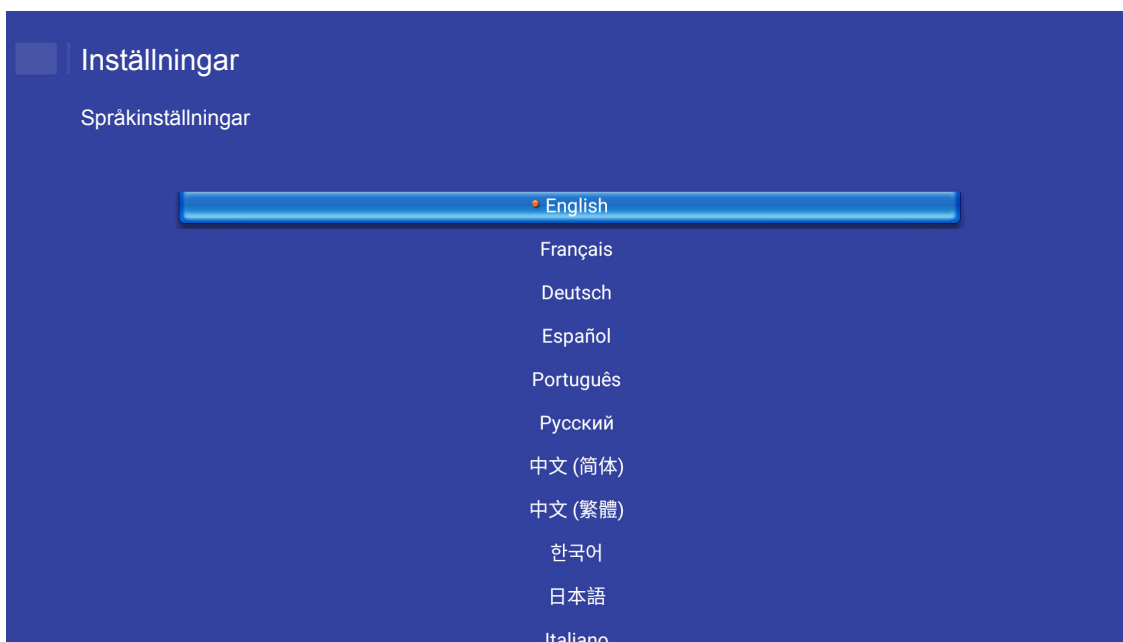 Inställningar
Språkinställningar
English
Français
Deutsch
Español
Português
Русский
中文 (简体)
中文 (繁體)
한국어
日本語
Italiano